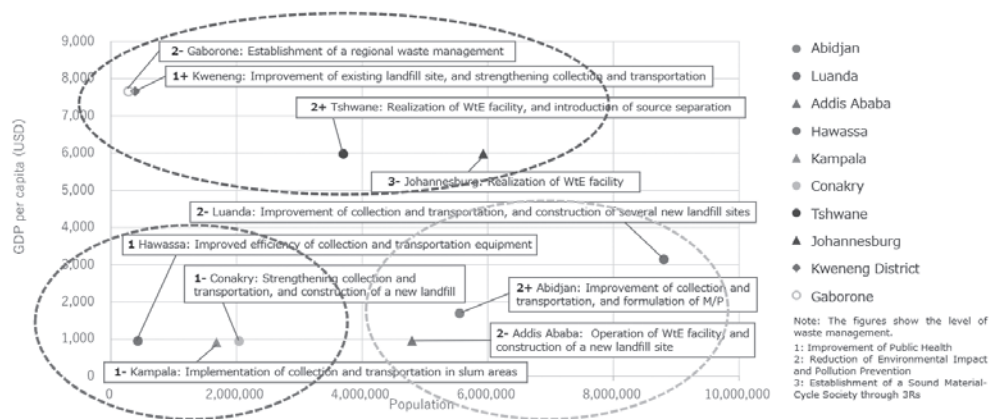 9,000
8,000
7,000
6,000
5,000
4,000
3,000
2,000
1,000
0
GDP per capita (USD)
2- Gaborone: Establishment of a regional waste management
1+ Kweneng: Improvement of existing landfill site, and strengthening collection and transportation
2+ Tshwane: Realization of WtE facility, and introduction of source separation
3- Johannesburg: Realization of WtE facility
2- Luanda: Improvement of collection and transportation, and construction of several new landfill sites
1 Hawassa: Improved efficiency of collection and transportation equipment
1- Conakry: Strengthening collection and
transportation, and construction of a new landfill
2+ Abidjan: Improvement of collection and
transportation, and formulation of M/P
2- Addis Ababa: Operation of WtE facility, and
construction of a new landfill site
1- Kampala: Implementation of collection and transportation in slum areas
0
2,000,000
4,000,000
6,000,000
8,000,000
10,000,000
Population
Abidjan
Luanda
Addis Ababa
Hawassa
Kampala
Conakry
Tshwane
Johannesburg
Kweneng District
Gaborone
Note: The figures show the level of
waste management.
1: Improvement of Public Health
2: Reduction of Environmental Impact
and Pollution Prevention
3: Establishment of a Sound Material-
Cycle Society through 3Rs